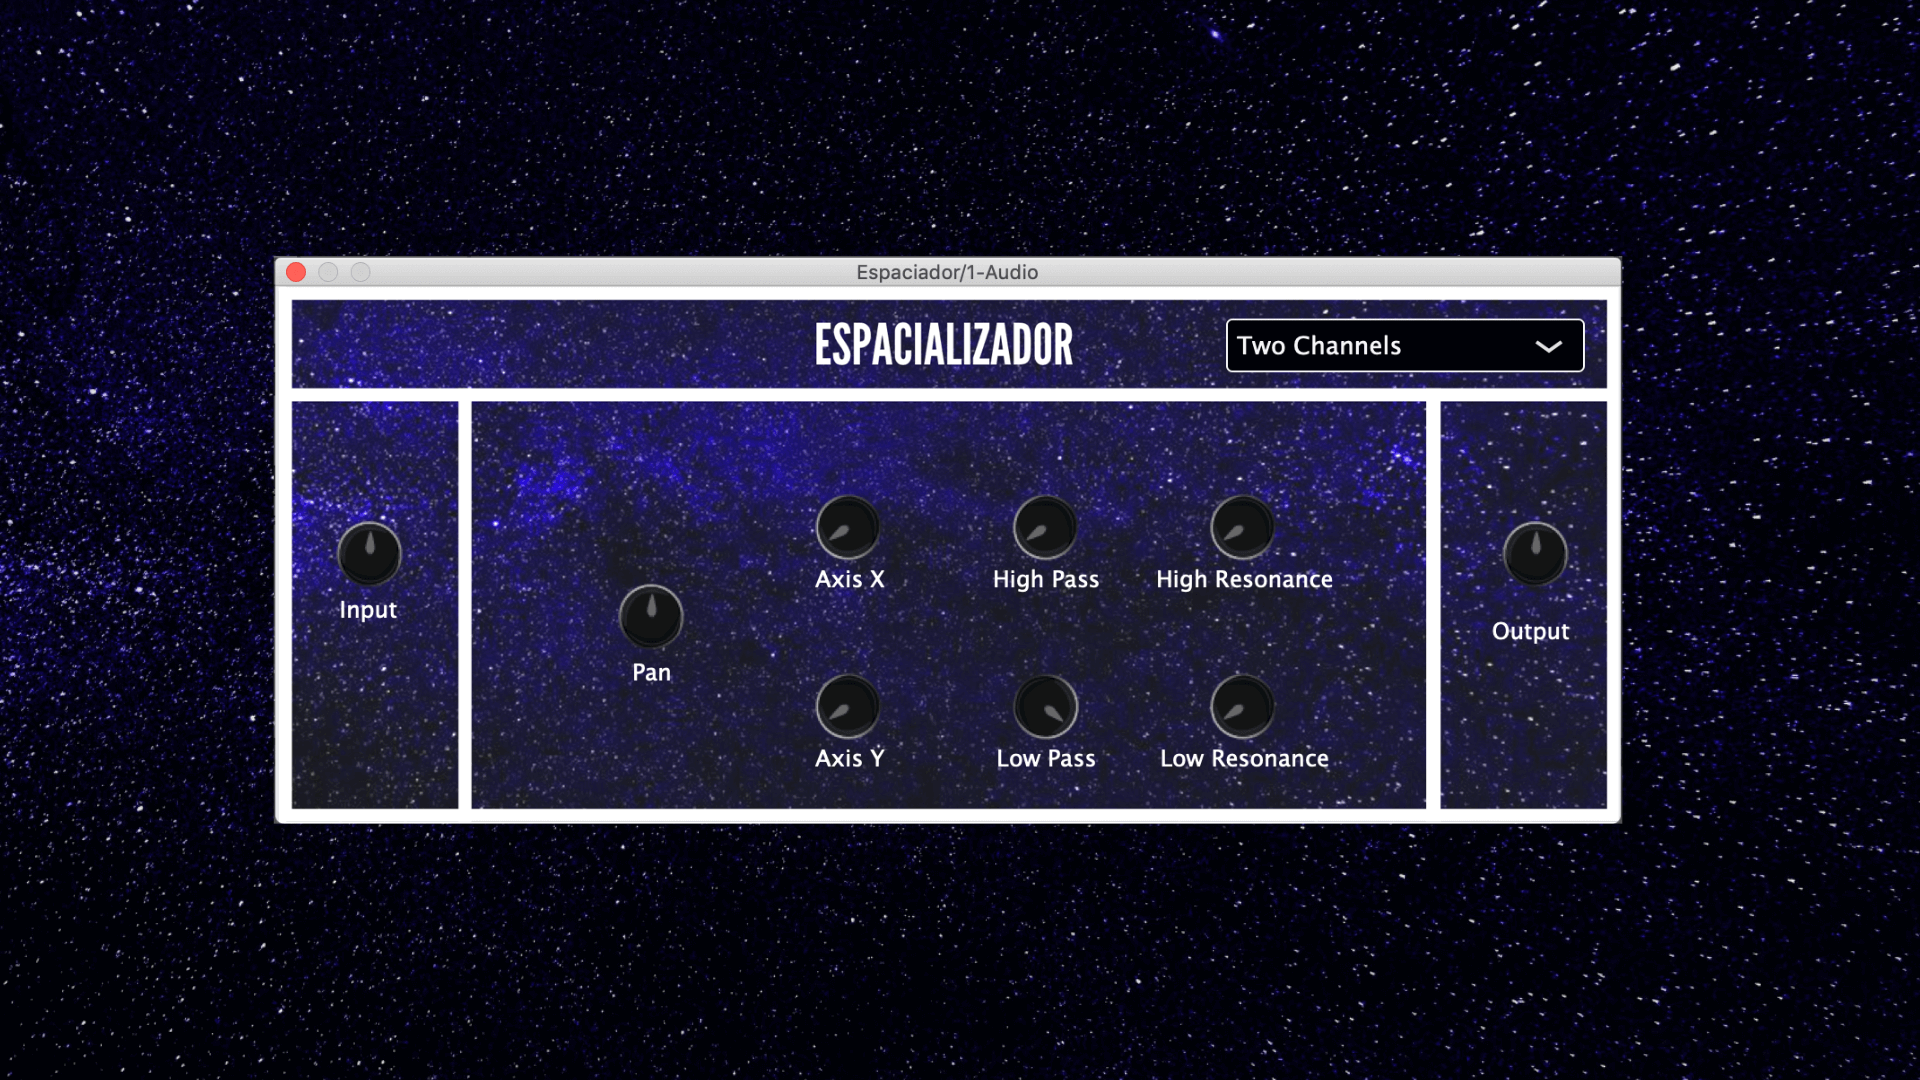 Espaciador/1-Audio
ESPACIALIZADOR
Two Channels
Input
Pan
Axis X
High Pass
High Resonance
Axis Y
Low Pass
Low Resonance
Output